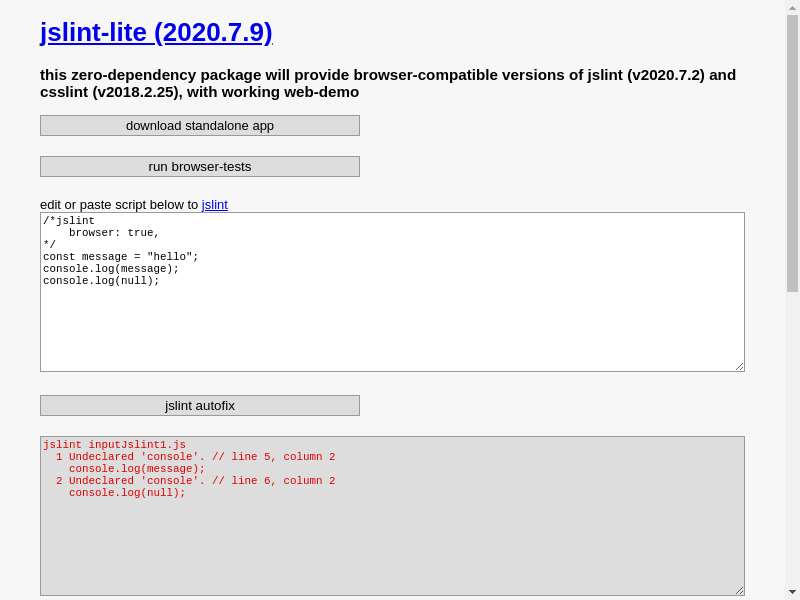 jslint-lite (2020.7.9)
this zero-dependency package will provide browser-compatible versions of jslint (v2020.7.2) and
csslint (v2018.2.25), with working web-demo
download standalone app
run browser-tests
edit or paste script below to jslint
/*jslint
    browser: true,
*/
const message = "hello";
console.log(message);
console.log(null);
jslint autofix
jslint inputJslint1.js
  1 Undeclared 'console'. // line 5, column 2
    console.log(message);
  2 Undeclared 'console'. // line 6, column 2
    console.log(null);